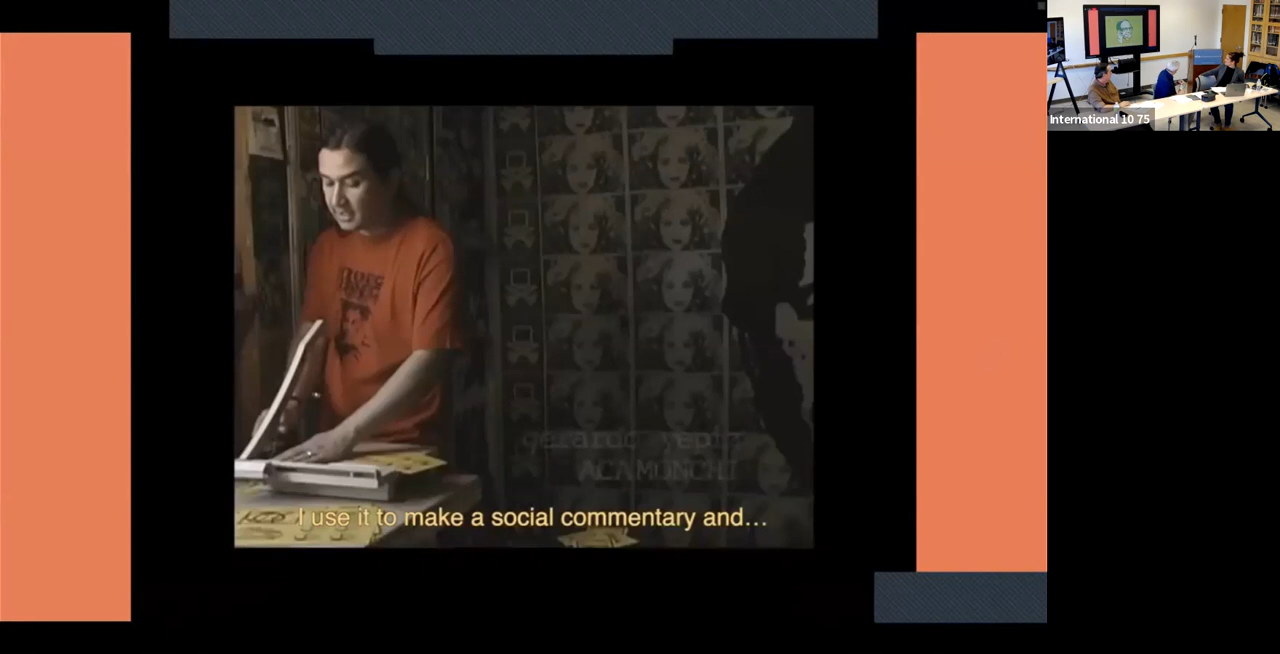 International 10 75
ACAMONCHI
I use it to make a social commentary and...